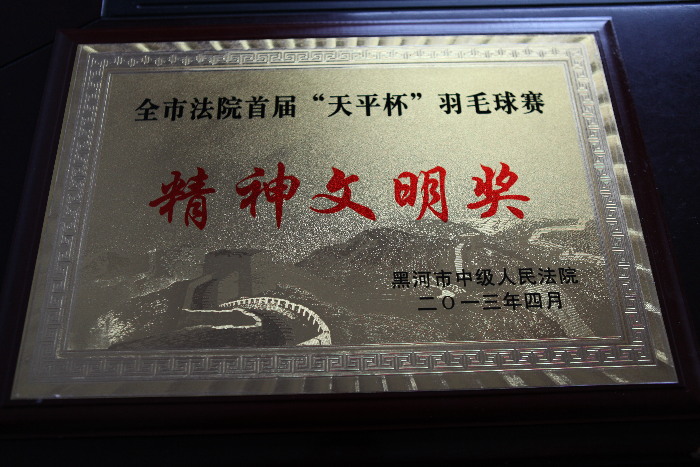 全市法院首届“天平杯”羽毛球赛
精神文明奖
黑河市中级人民法院
二〇一三年四月